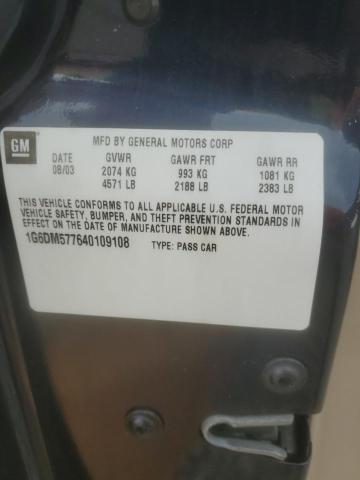 GM
MFD BY GENERAL MOTORS CORP
DATE GVWR GAWR FRT GAWR RR
08/03 2074 KG 993 KG 1081 KG
4571 LB 2188 LB 2383 LB
THIS VEHICLE CONFORMS TO ALL APPLICABLE U.S. FEDERAL MOTOR
VEHICLE SAFETY, BUMPER, AND THEFT PREVENTION STANDARDS IN
EFFECT ON THE DATE OF MANUFACTURE SHOWN ABOVE.
1G6DM577640109108 TYPE: PASS CAR